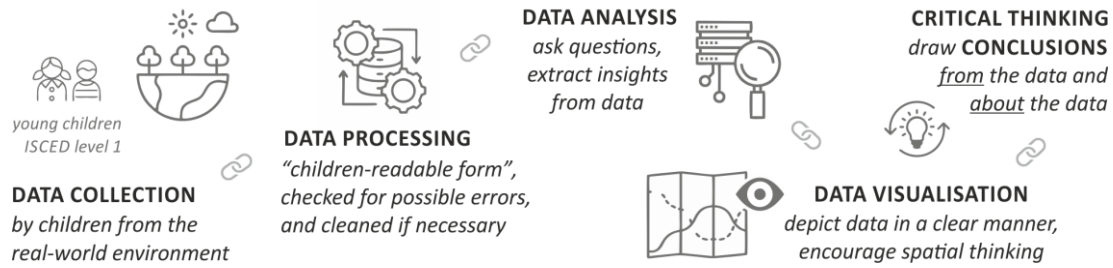 young children
ISCED level 1
DATA COLLECTION
by children from the
real-world environment
DATA PROCESSING
“children-readable form”,
checked for possible errors,
and cleaned if necessary
DATA ANALYSIS
ask questions,
extract insights
from data
DATA VISUALISATION
depict data in a clear manner,
encourage spatial thinking
CRITICAL THINKING
draw CONCLUSIONS
from the data and
about the data